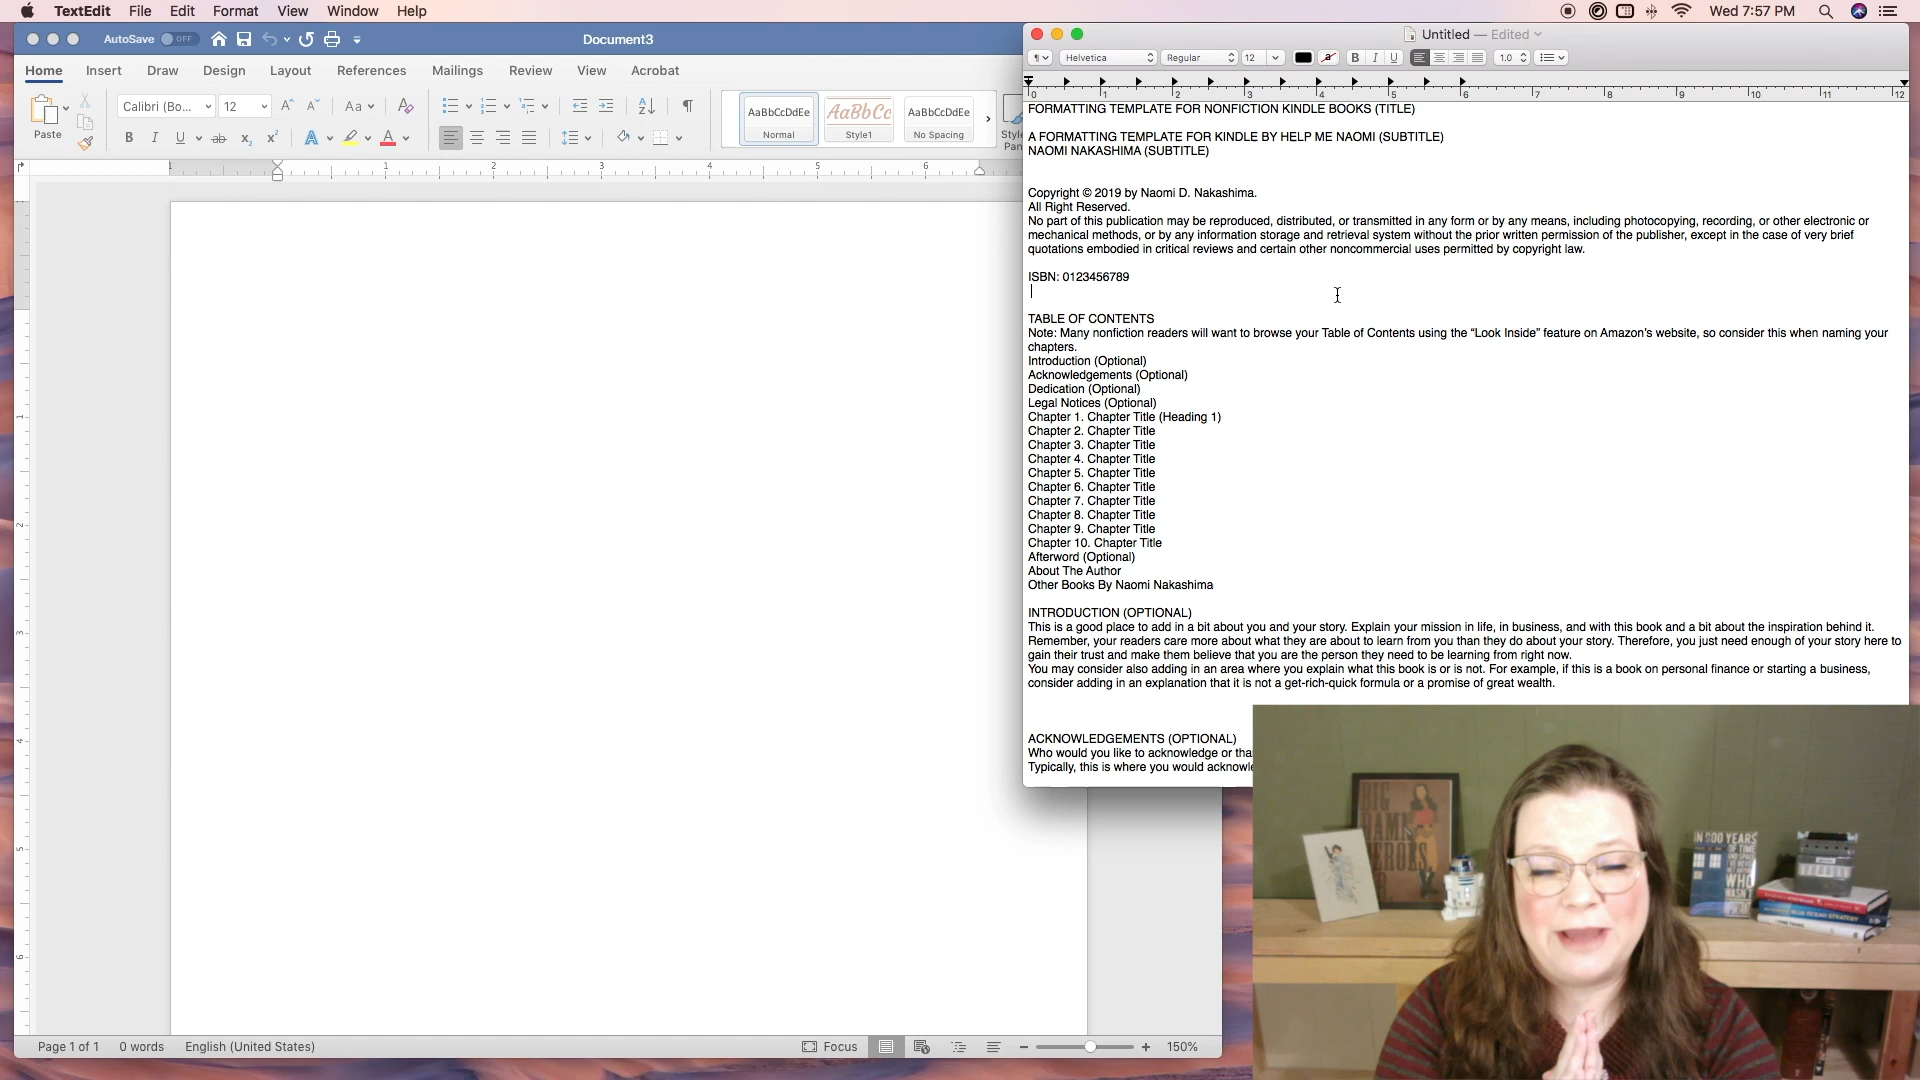 TextEdit File Edit Format View Window Help
Wed 7:57 PM
AutoSave OFF
Document3
Home Insert Draw Design Layout References Mailings Review View Acrobat
Paste
Calibri (Bo... 12
AaBbCcDdEe AaBbCc AaBbCcDdEe
Normal Style1 No Spacing
Untitled — Edited
Helvetica Regular 12 B I U 1.0
FORMATTING TEMPLATE FOR NONFICTION KINDLE BOOKS (TITLE)
A FORMATTING TEMPLATE FOR KINDLE BY HELP ME NAOMI (SUBTITLE)
NAOMI NAKASHIMA (SUBTITLE)
Copyright © 2019 by Naomi D. Nakashima.
All Right Reserved.
No part of this publication may be reproduced, distributed, or transmitted in any form or by any means, including photocopying, recording, or other electronic or
mechanical methods, or by any information storage and retrieval system without the prior written permission of the publisher, except in the case of very brief
quotations embodied in critical reviews and certain other noncommercial uses permitted by copyright law.
ISBN: 0123456789
TABLE OF CONTENTS
Note: Many nonfiction readers will want to browse your Table of Contents using the “Look Inside” feature on Amazon’s website, so consider this when naming your
chapters.
Introduction (Optional)
Acknowledgements (Optional)
Dedication (Optional)
Legal Notices (Optional)
Chapter 1. Chapter Title (Heading 1)
Chapter 2. Chapter Title
Chapter 3. Chapter Title
Chapter 4. Chapter Title
Chapter 5. Chapter Title
Chapter 6. Chapter Title
Chapter 7. Chapter Title
Chapter 8. Chapter Title
Chapter 9. Chapter Title
Chapter 10. Chapter Title
Afterword (Optional)
About The Author
Other Books By Naomi Nakashima
INTRODUCTION (OPTIONAL)
This is a good place to add in a bit about you and your story. Explain your mission in life, in business, and with this book and a bit about the inspiration behind it.
Remember, your readers care more about what they are about to learn from you than they do about your story. Therefore, you just need enough of your story here to
gain their trust and make them believe that you are the person they need to be learning from right now.
You may consider also adding in an area where you explain what this book is or is not. For example, if this is a book on personal finance or starting a business,
consider adding in an explanation that it is not a get-rich-quick formula or a promise of great wealth.
ACKNOWLEDGEMENTS (OPTIONAL)
Who would you like to acknowledge or tha
Typically, this is where you would acknowle
BIG
DAMN
HEROES
IN 900 YEARS
OF TIME
AND SPACE
WHO
WASN'T
IMPORTANT
BLUE OCEAN STRATEGY
Page 1 of 1 0 words English (United States)
Focus
150%